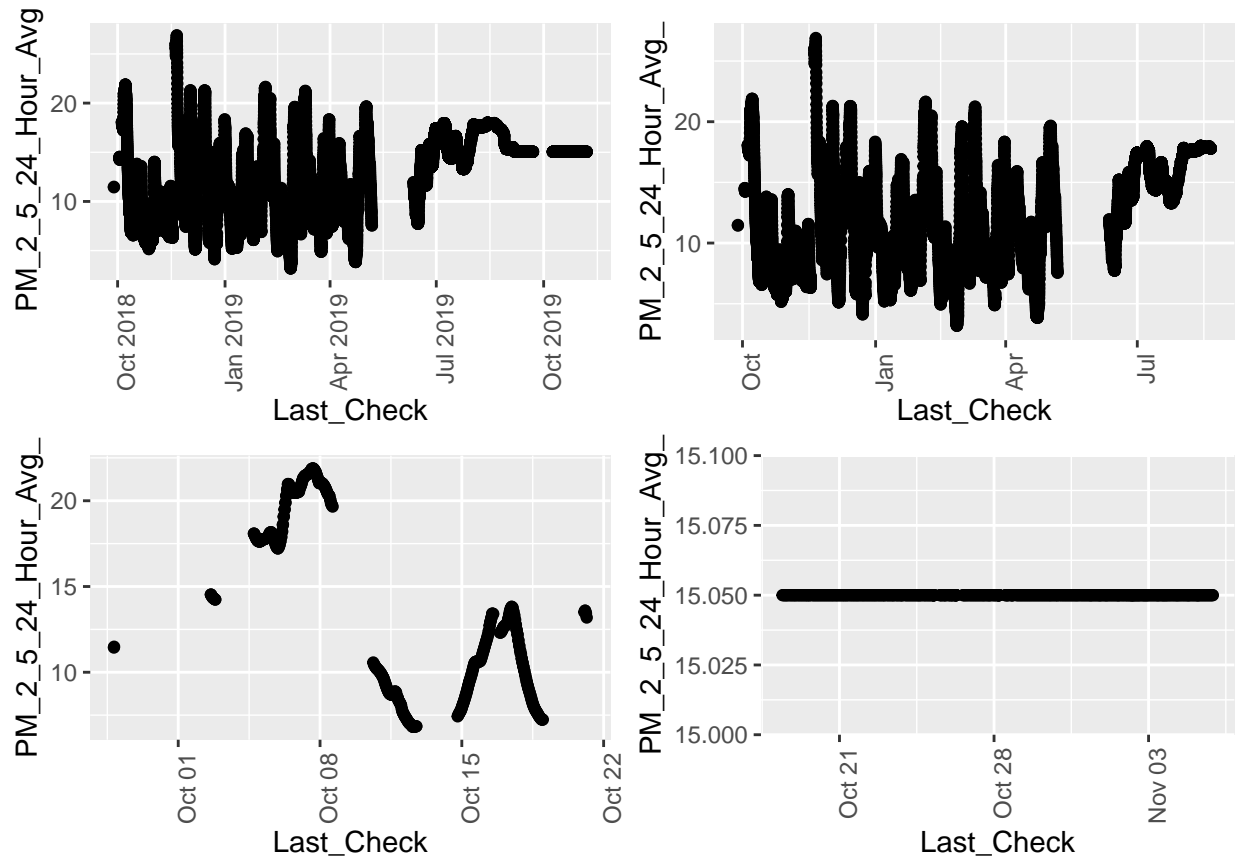 PM_2_5_24_Hour_Avg
20
10
Oct 2018
Jan 2019
Apr 2019
Jul 2019
Oct 2019
Last_Check
PM_2_5_24_Hour_Avg_
20
10
Oct
Jan
Apr
Jul
Last_Check
PM_2_5_24_Hour_Avg_
20
15
10
Oct 01
Oct 08
Oct 15
Oct 22
Last_Check
PM_2_5_24_Hour_Avg_
15.100
15.075
15.050
15.025
15.000
Oct 21
Oct 28
Nov 03
Last_Check